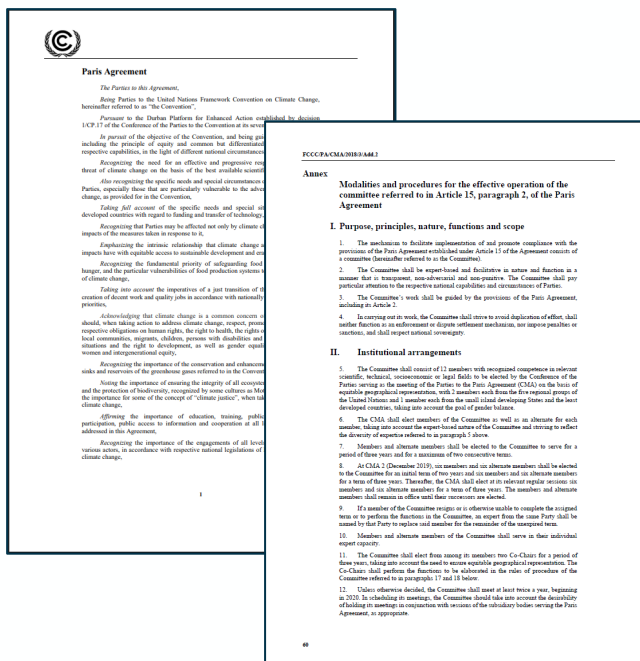 Paris Agreement
The Parties to this Agreement,
Being Parties to the United Nations Framework Convention on Climate Change,
hereinafter referred to as "the Convention",
Pursuant to the Durban Platform for Enhanced Action established by decision
1/CP.17 of the Conference of the Parties to the Convention at its seven
In pursuit of the objective of the Convention, and being gui
including the principle of equity and common but differentiated
respective capabilities, in the light of different national circumstances
Recognizing the need for an effective and progressive resp
threat of climate change on the basis of the best available scientifi
Also recognizing the specific needs and special circumstances o
Parties, especially those that are particularly vulnerable to the adver
change, as provided for in the Convention,
Taking full account of the specific needs and special sit
developed countries with regard to funding and transfer of technology,
Recognizing that Parties may be affected not only by climate ch
impacts of the measures taken in response to it,
Emphasizing the intrinsic relationship that climate change a
impacts have with equitable access to sustainable development and era
Recognizing the fundamental priority of safeguarding food
hunger, and the particular vulnerabilities of food production systems t
of climate change,
Taking into account the imperatives of a just transition of th
creation of decent work and quality jobs in accordance with nationally
priorities,
Acknowledging that climate change is a common concern o
should, when taking action to address climate change, respect, promo
respective obligations on human rights, the right to health, the rights o
local communities, migrants, children, persons with disabilities and
situations and the right to development, as well as gender equali
women and intergenerational equity,
Recognizing the importance of the conservation and enhanceme
sinks and reservoirs of the greenhouse gases referred to in the Convent
Noting the importance of ensuring the integrity of all ecosyste
and the protection of biodiversity, recognized by some cultures as Mot
the importance for some of the concept of "climate justice", when tak
climate change,
Affirming the importance of education, training, public
participation, public access to information and cooperation at all l
addressed in this Agreement,
Recognizing the importance of the engagements of all level
various actors, in accordance with respective national legislations of
climate change,
1
FCCC/PA/CMA/2018/3/Add.2
Annex
Modalities and procedures for the effective operation of the
committee referred to in Article 15, paragraph 2, of the Paris
Agreement
I. Purpose, principles, nature, functions and scope
1. The mechanism to facilitate implementation of and promote compliance with the
provisions of the Paris Agreement established under Article 15 of the Agreement consists of
a committee (hereinafter referred to as the Committee).
2. The Committee shall be expert-based and facilitative in nature and function in a
manner that is transparent, non-adversarial and non-punitive. The Committee shall pay
particular attention to the respective national capabilities and circumstances of Parties.
3. The Committee's work shall be guided by the provisions of the Paris Agreement,
including its Article 2.
4. In carrying out its work, the Committee shall strive to avoid duplication of effort, shall
neither function as an enforcement or dispute settlement mechanism, nor impose penalties or
sanctions, and shall respect national sovereignty.
II. Institutional arrangements
5. The Committee shall consist of 12 members with recognized competence in relevant
scientific, technical, socioeconomic or legal fields to be elected by the Conference of the
Parties serving as the meeting of the Parties to the Paris Agreement (CMA) on the basis of
equitable geographical representation, with 2 members each from the five regional groups of
the United Nations and 1 member each from the small island developing States and the least
developed countries, taking into account the goal of gender balance.
6. The CMA shall elect members of the Committee as well as an alternate for each
member, taking into account the expert-based nature of the Committee and striving to reflect
the diversity of expertise referred to in paragraph 5 above.
7. Members and alternate members shall be elected to the Committee to serve for a
period of three years and for a maximum of two consecutive terms.
8. At CMA 2 (December 2019), six members and six alternate members shall be elected
to the Committee for an initial term of two years and six members and six alternate members
for a term of three years. Thereafter, the CMA shall elect at its relevant regular sessions six
members and six alternate members for a term of three years. The members and alternate
members shall remain in office until their successors are elected.
9. If a member of the Committee resigns or is otherwise unable to complete the assigned
term or to perform the functions in the Committee, an expert from the same Party shall be
named by that Party to replace said member for the remainder of the unexpired term.
10. Members and alternate members of the Committee shall serve in their individual
expert capacity.
11. The Committee shall elect from among its members two Co-Chairs for a period of
three years, taking into account the need to ensure equitable geographical representation. The
Co-Chairs shall perform the functions to be elaborated in the rules of procedure of the
Committee referred to in paragraphs 17 and 18 below.
12. Unless otherwise decided, the Committee shall meet at least twice a year, beginning
in 2020. In scheduling its meetings, the Committee should take into account the desirability
of holding its meetings in conjunction with sessions of the subsidiary bodies serving the Paris
Agreement, as appropriate.
60